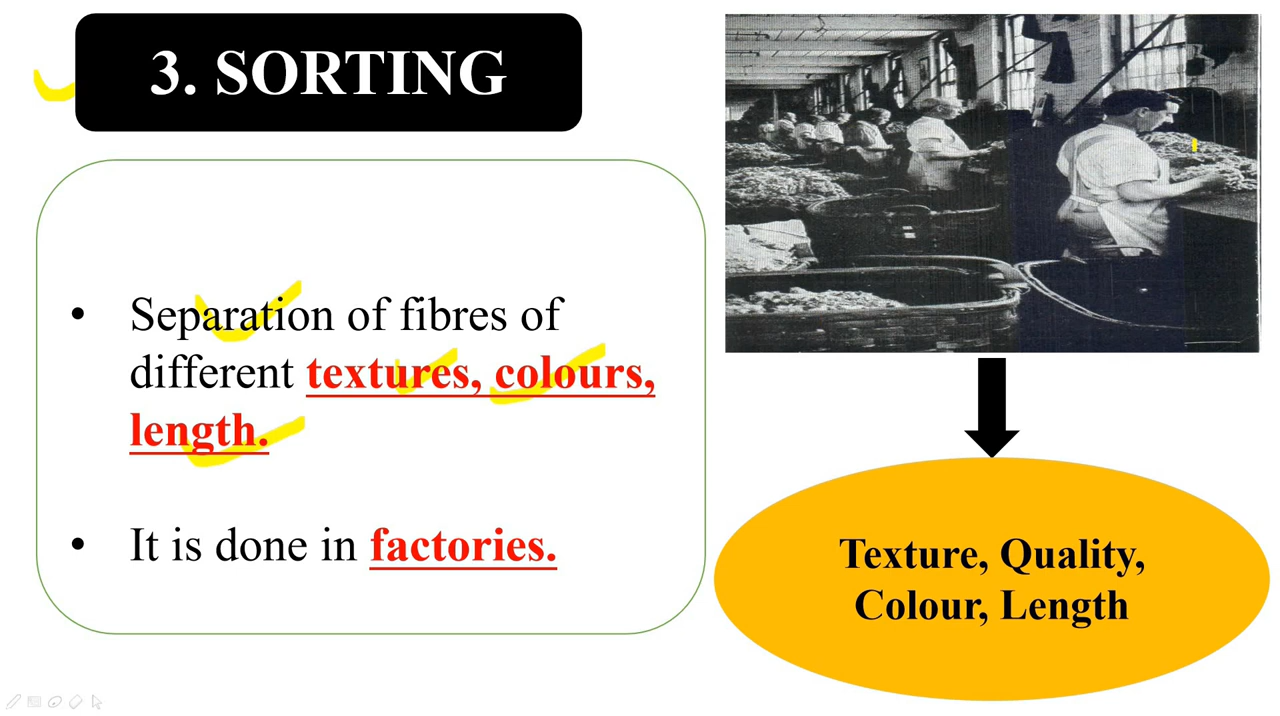 3. SORTING
• Separation of fibres of
different textures, colours,
length.
• It is done in factories.
Texture, Quality,
Colour, Length